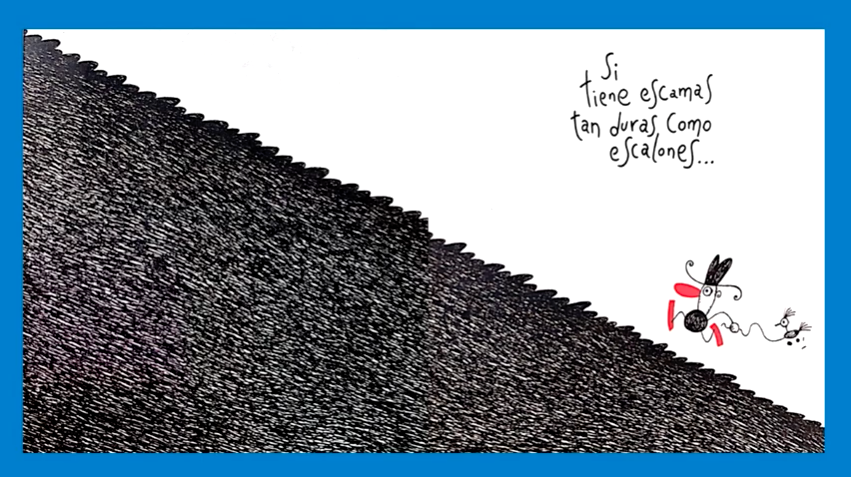 Si
tiene escamas
tan duras como
escalones...